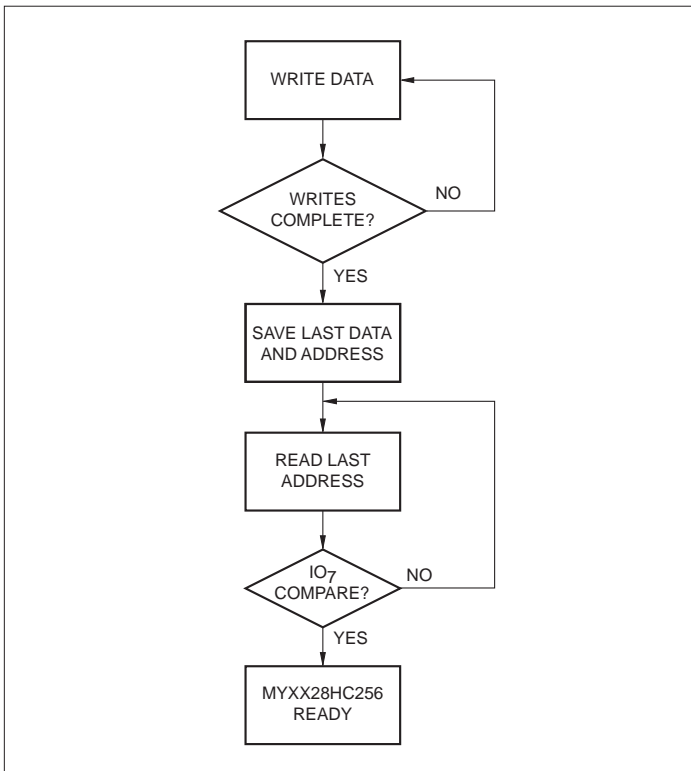 WRITE DATA
WRITES
COMPLETE?
NO
YES
SAVE LAST DATA
AND ADDRESS
READ LAST
ADDRESS
IO7
COMPARE?
NO
YES
MYXX28HC256
READY